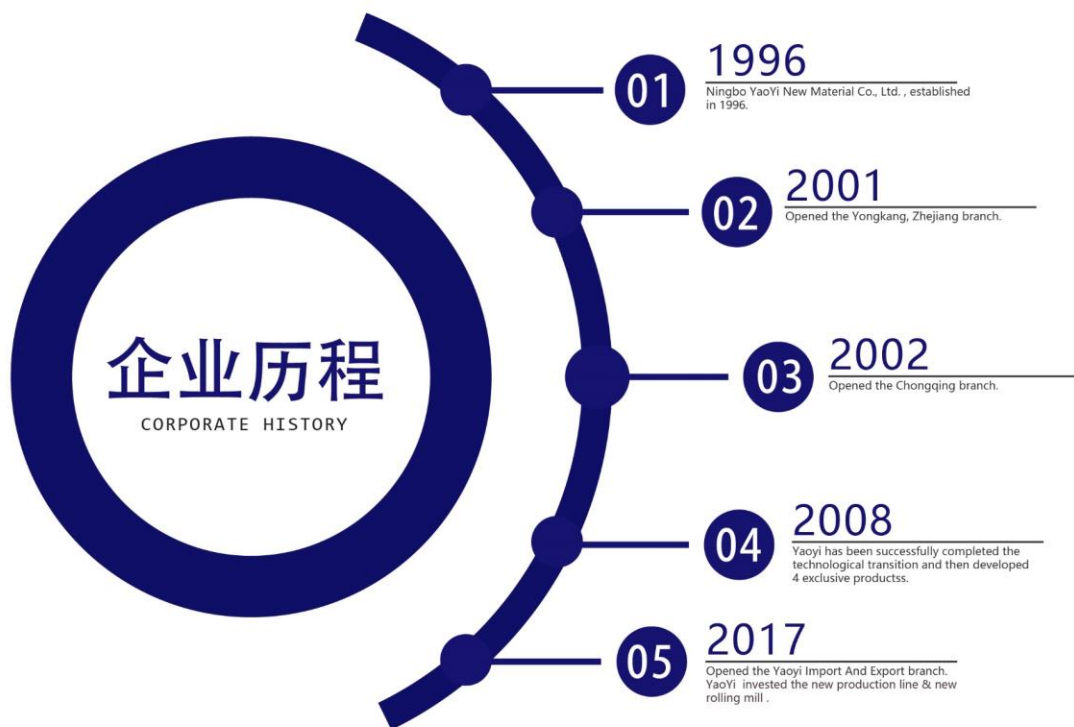 企业历程
CORPORATE HISTORY
01
1996
Ningbo YaoYi New Material Co., Ltd. , established
in 1996.
02
2001
Opened the Yongkang, Zhejiang branch.
03
2002
Opened the Chongqing branch.
04
2008
Yaoyi has been successfully completed the
technological transition and then developed
4 exclusive productss.
05
2017
Opened the Yaoyi Import And Export branch.
YaoYi invested the new production line & new
rolling mill .